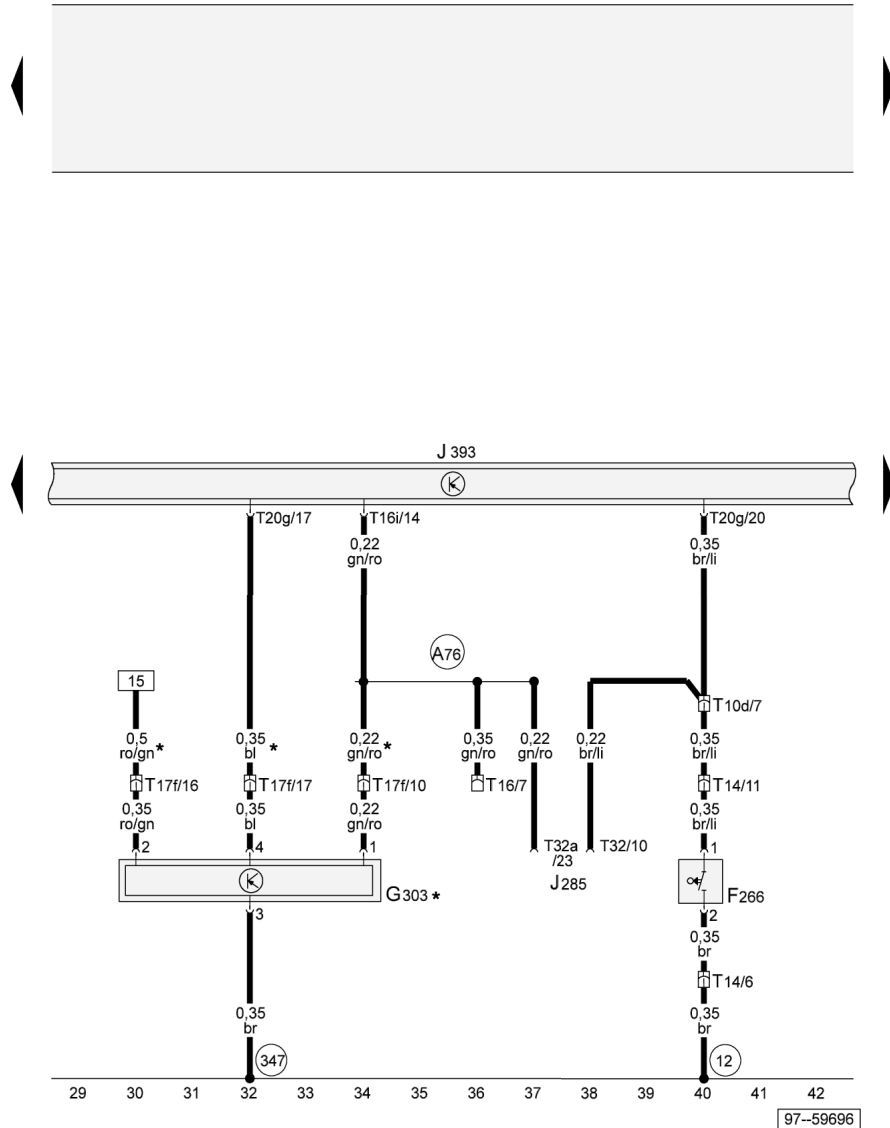 J 393
T20g/17
T16i/14
T20g/20
0,22
gn/ro
0,35
br/li
A76
15
T10d/7
0,5
ro/gn*
0,35
bl *
0,22
gn/ro*
0,35
gn/ro
0,22
gn/ro
0,22
br/li
0,35
br/li
T17f/16
T17f/17
T17f/10
T16/7
T14/11
0,35
ro/gn
0,35
bl
0,22
gn/ro
0,35
br/li
2
4
1
T32a
/23
T32/10
1
J285
G303 *
F266
3
2
0,35
br
T14/6
0,35
br
0,35
br
347
12
29 30 31 32 33 34 35 36 37 38 39 40 41 42
97--59696